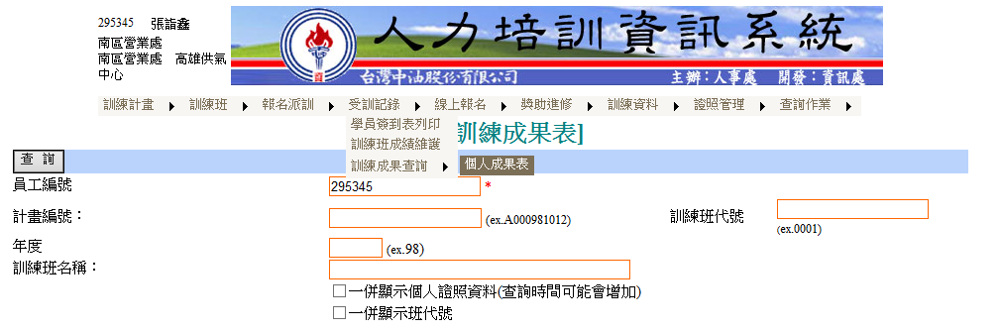 295345 張詣鑫
南區營業處
南區營業處 高雄供氣
中心
人力培訓資訊系統
台灣中油股份有限公司 主辦：人事處 開發：資訊處
訓練計畫 訓練班 報名派訓 受訓記錄 線上報名 獎助進修 訓練資料 證照管理 查詢作業
學員簽到表列印
訓練班成績維護
訓練成果查詢 個人成果表
訓練成果表]
查 詢
員工編號 295345 *
計畫編號： (ex.A000981012) 訓練班代號 (ex.0001)
年度 (ex.98)
訓練班名稱：
一併顯示個人證照資料(查詢時間可能會增加)
一併顯示班代號